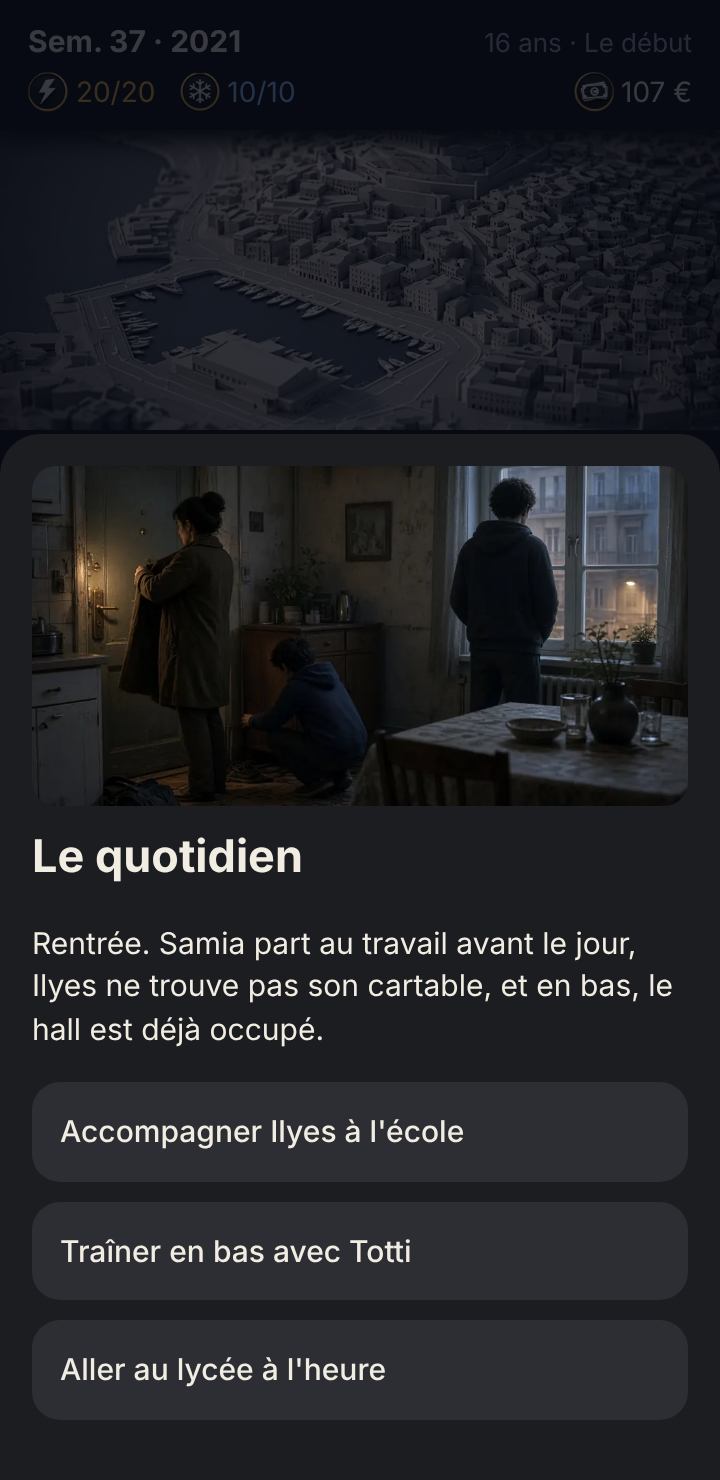 Sem. 37 · 2021
16 ans · Le début
20/20
10/10
107 €
Le quotidien
Rentrée. Samia part au travail avant le jour,
Ilyes ne trouve pas son cartable, et en bas, le
hall est déjà occupé.
Accompagner Ilyes à l'école
Traîner en bas avec Totti
Aller au lycée à l'heure